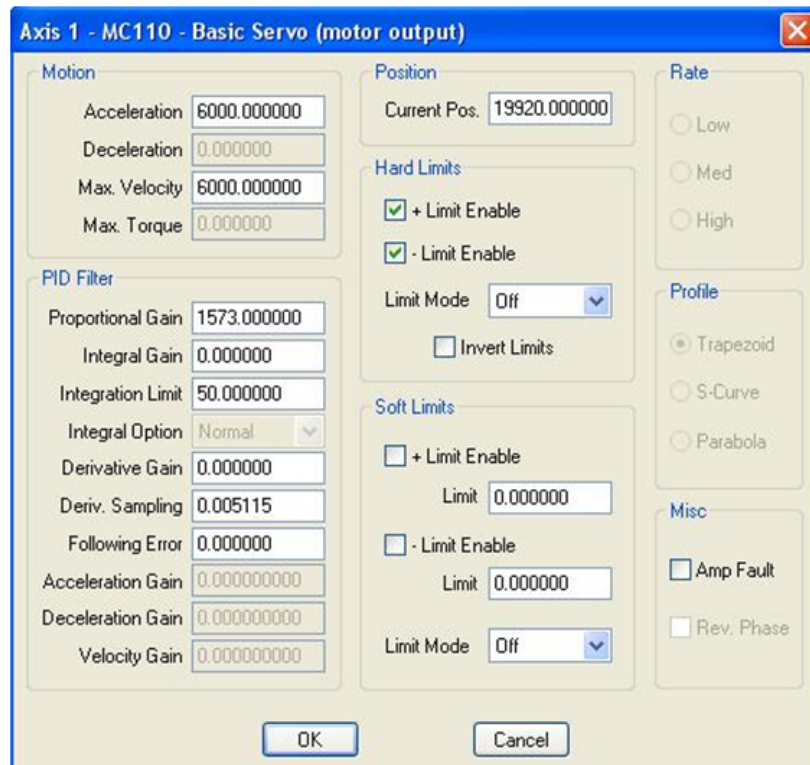 Axis 1 - MC110 - Basic Servo (motor output)
Motion
Acceleration 6000.000000
Deceleration 0.000000
Max. Velocity 6000.000000
Max. Torque 0.000000
PID Filter
Proportional Gain 1573.000000
Integral Gain 0.000000
Integration Limit 50.000000
Integral Option Normal
Derivative Gain 0.000000
Deriv. Sampling 0.005115
Following Error 0.000000
Acceleration Gain 0.000000000
Deceleration Gain 0.000000000
Velocity Gain 0.000000000
Position
Current Pos. 19920.000000
Hard Limits
+ Limit Enable
- Limit Enable
Limit Mode Off
Invert Limits
Soft Limits
+ Limit Enable
Limit 0.000000
- Limit Enable
Limit 0.000000
Limit Mode Off
Rate
Low
Med
High
Profile
Trapezoid
S-Curve
Parabola
Misc
Amp Fault
Rev. Phase
OK
Cancel